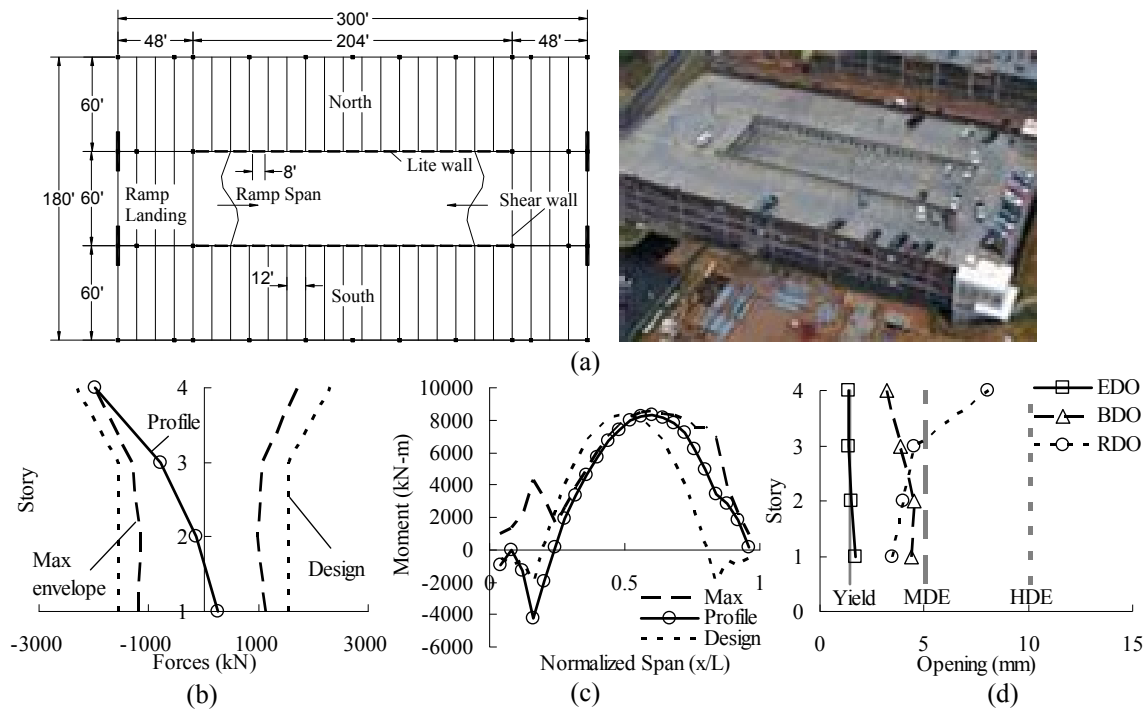 300'
48'
204'
48'
60'
North
Lite wall
8'
180'
60'
Ramp
Landing
Ramp Span
Shear wall
12'
60'
South
(a)
4
3
2
1
Story
Profile
Max
envelope
Design
-3000
-1000
1000
3000
Forces (kN)
(b)
10000
8000
6000
4000
2000
0
-2000
-4000
-6000
Moment (kN-m)
0
0.5
1
Max
Profile
Design
Normalized Span (x/L)
(c)
4
3
2
1
0
Story
Yield
MDE
HDE
EDO
BDO
RDO
0
5
10
15
Opening (mm)
(d)